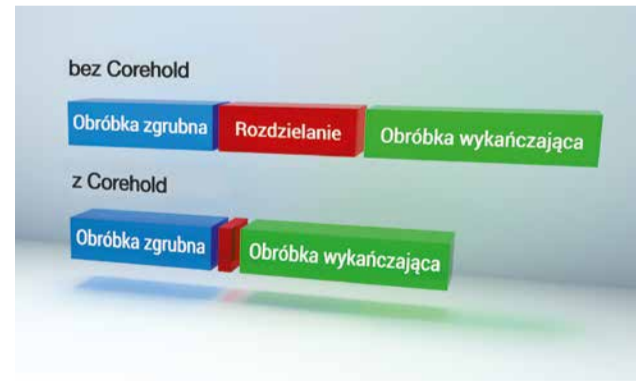 bez Corehold
Obróbka zgrubna Rozdzielanie Obróbka wykańczająca
z Corehold
Obróbka zgrubna Obróbka wykańczająca